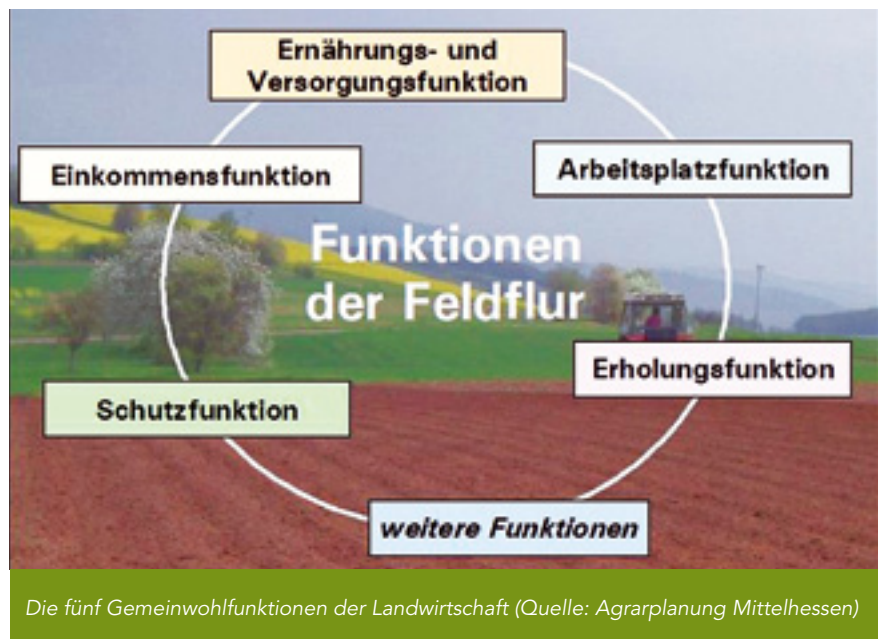 Ernährungs- und
Versorgungsfunktion
Einkommensfunktion
Arbeitsplatzfunktion
Funktionen
der Feldflur
Erholungsfunktion
Schutzfunktion
weitere Funktionen
Die fünf Gemeinwohlfunktionen der Landwirtschaft (Quelle: Agrarplanung Mittelhessen)